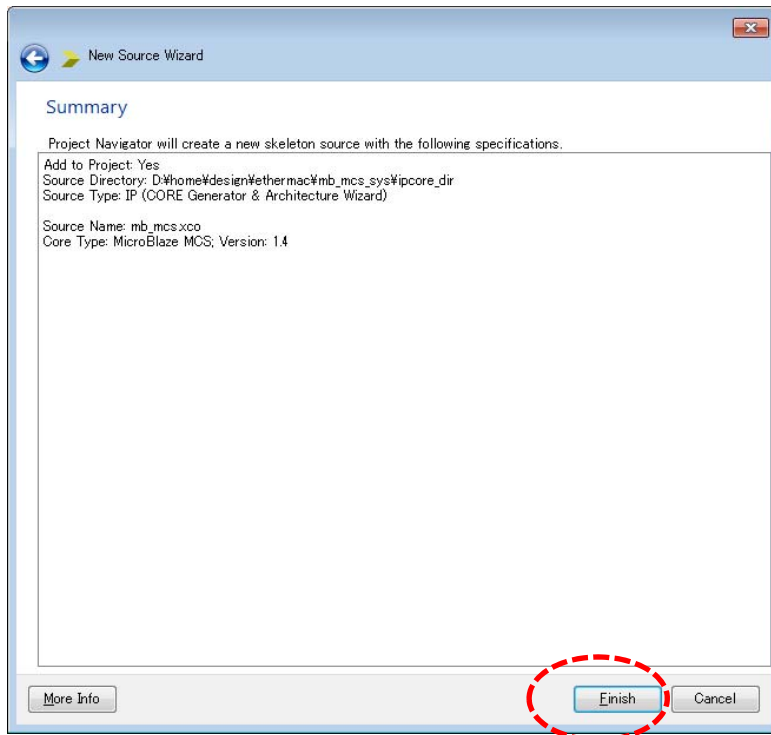 New Source Wizard
Summary
Project Navigator will create a new skeleton source with the following specifications.
Add to Project: Yes
Source Directory: D:¥home¥design¥ethermac¥mb_mcs_sys¥ipcore_dir
Source Type: IP (CORE Generator & Architecture Wizard)
Source Name: mb_mcs.xco
Core Type: MicroBlaze MCS; Version: 1.4
More Info
Finish
Cancel